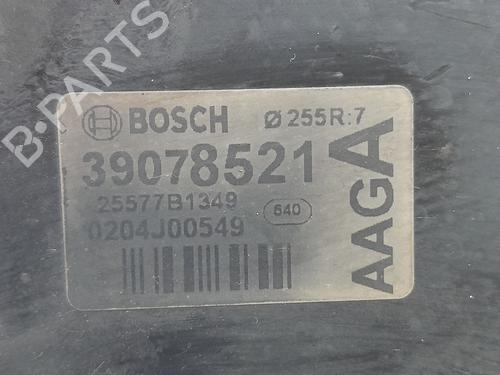 B-PARTS
BOSCH Ø 255R:7
39078521
25577B1349
640
0204J00549
AAGA